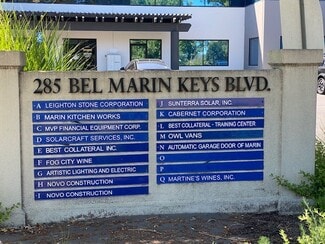 285 BEL MARIN KEYS BLVD.
A LEIGHTON STONE CORPORATION
B MARIN KITCHEN WORKS
C MVP FINANCIAL EQUIPMENT CORP.
D SOLARCRAFT SERVICES, INC.
E BEST COLLATERAL INC.
F FOG CITY WINE
G ARTISTIC LIGHTING AND ELECTRIC
H NOVO CONSTRUCTION
I NOVO CONSTRUCTION
J SUNTERRA SOLAR, INC.
K CABERNET CORPORATION
L BEST COLLATERAL - TRAINING CENTER
M OWL VANS
N AUTOMATIC GARAGE DOOR OF MARIN
O
P
Q MARTINE'S WINES, INC.